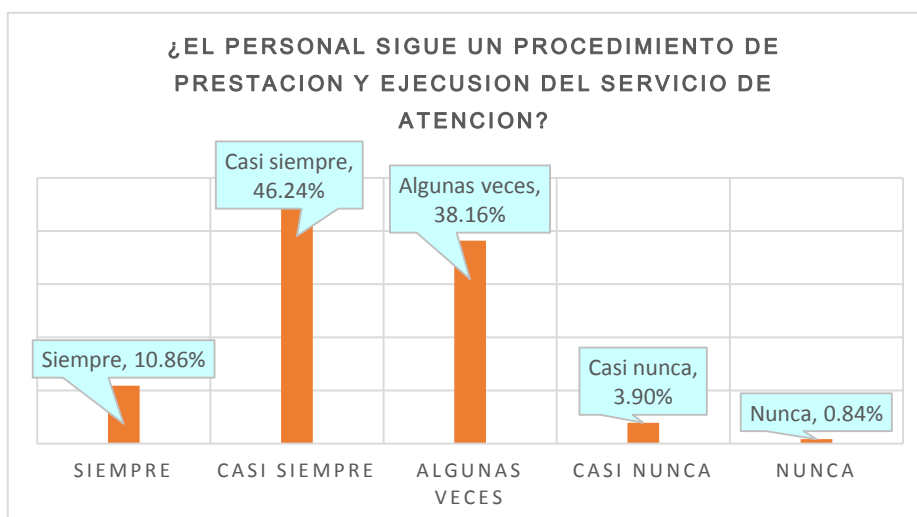 ¿EL PERSONAL SIGUE UN PROCEDIMIENTO DE
PRESTACION Y EJECUSION DEL SERVICIO DE
ATENCION?
Casi siempre,
46.24%
Algunas veces,
38.16%
Siempre, 10.86%
Casi nunca,
3.90%
Nunca, 0.84%
SIEMPRE
CASI SIEMPRE
ALGUNAS
VECES
CASI NUNCA
NUNCA